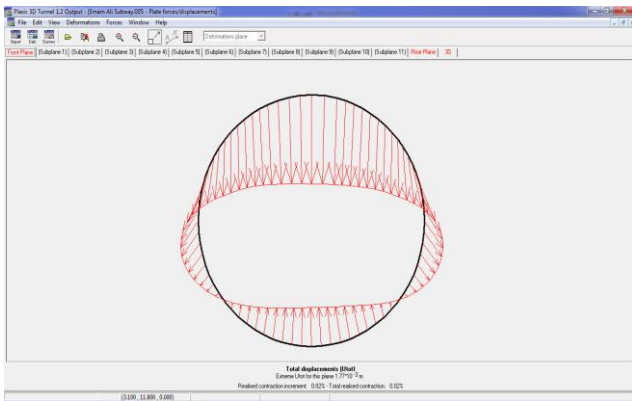 Plaxis 3D Tunnel 1.2 Output - [Emem Ali Subway.005 - Plate forces/displacements]
File Edit View Deformations Forces Window Help
Input Calc Curves Deformations plane
Front Plane (Subplane 1) (Subplane 2) (Subplane 3) (Subplane 4) (Subplane 5) (Subplane 6) (Subplane 7) (Subplane 8) (Subplane 9) (Subplane 10) (Subplane 11) Rear Plane 3D
Total displacements (Utot)
Extreme Utot for this plane 1.77*10-3 m
Realised contraction increment 0.02% - Total realised contraction 0.02%
(3.100 , 11.800 , 0.000)